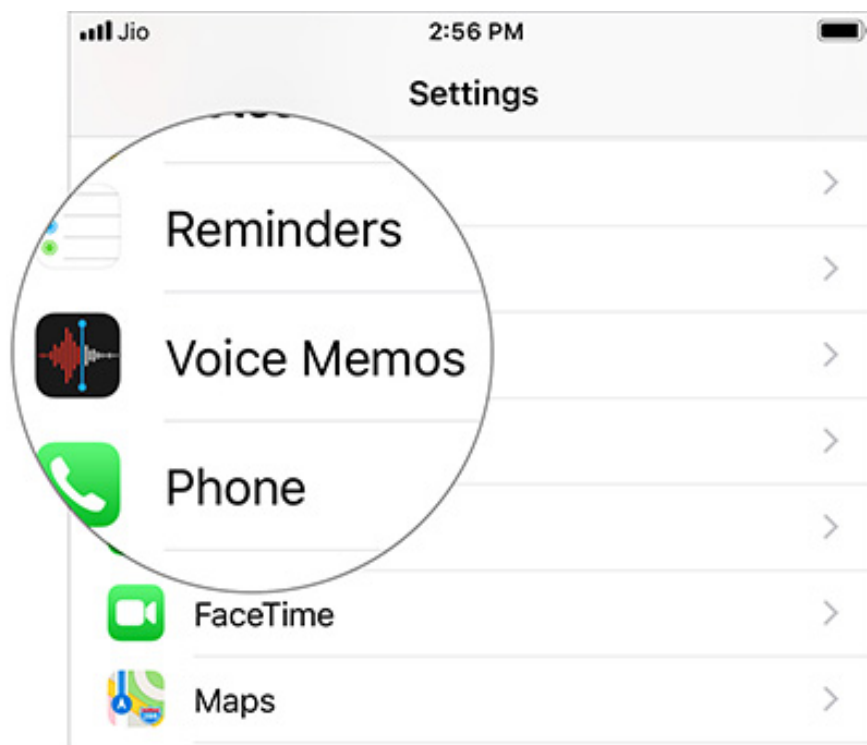 Jio 2:56 PM
Settings
Reminders
Voice Memos
Phone
FaceTime
Maps